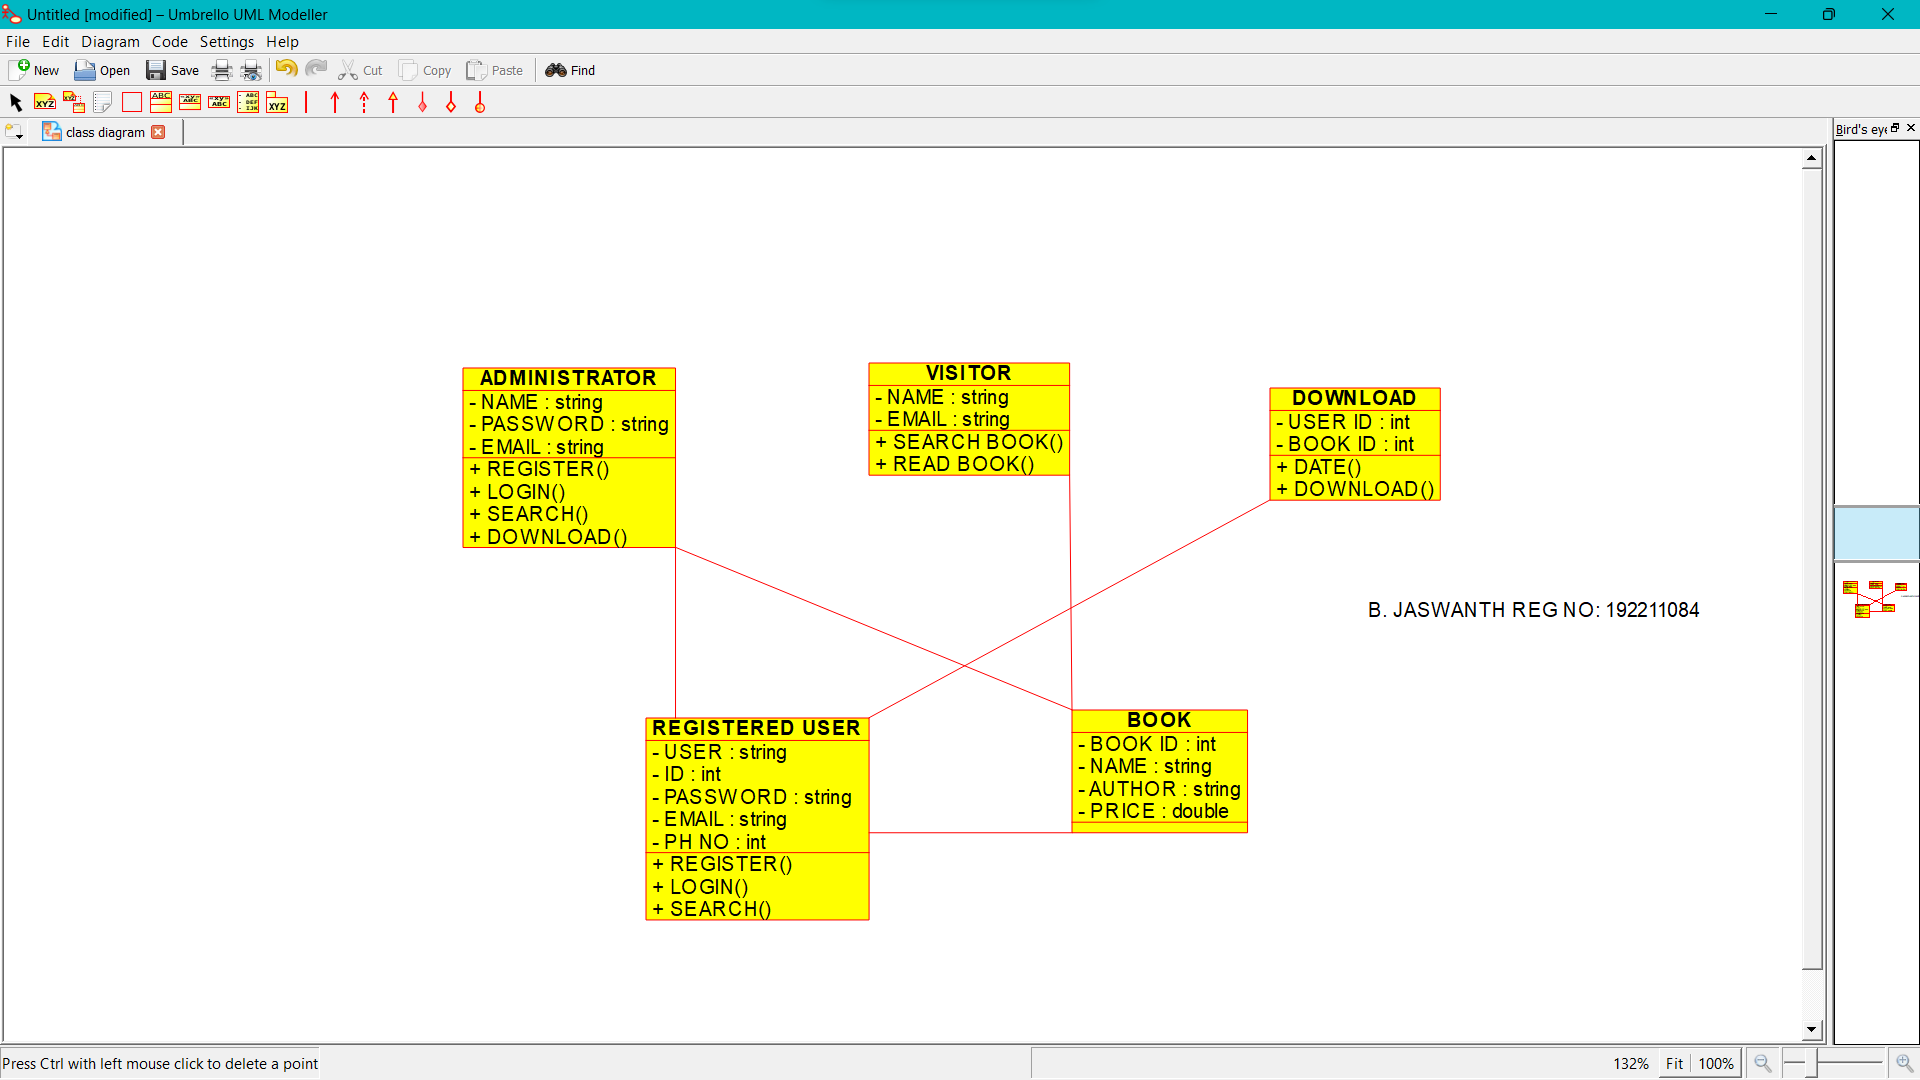 Untitled [modified] – Umbrello UML Modeller
File Edit Diagram Code Settings Help
New Open Save Cut Copy Paste Find
class diagram
Bird's eye
ADMINISTRATOR
- NAME : string
- PASSWORD : string
- EMAIL : string
+ REGISTER()
+ LOGIN()
+ SEARCH()
+ DOWNLOAD()
VISITOR
- NAME : string
- EMAIL : string
+ SEARCH BOOK()
+ READ BOOK()
DOWNLOAD
- USER ID : int
- BOOK ID : int
+ DATE()
+ DOWNLOAD()
B. JASWANTH REG NO: 192211084
REGISTERED USER
- USER : string
- ID : int
- PASSWORD : string
- EMAIL : string
- PH NO : int
+ REGISTER()
+ LOGIN()
+ SEARCH()
BOOK
- BOOK ID : int
- NAME : string
- AUTHOR : string
- PRICE : double
Press Ctrl with left mouse click to delete a point
132% Fit 100%